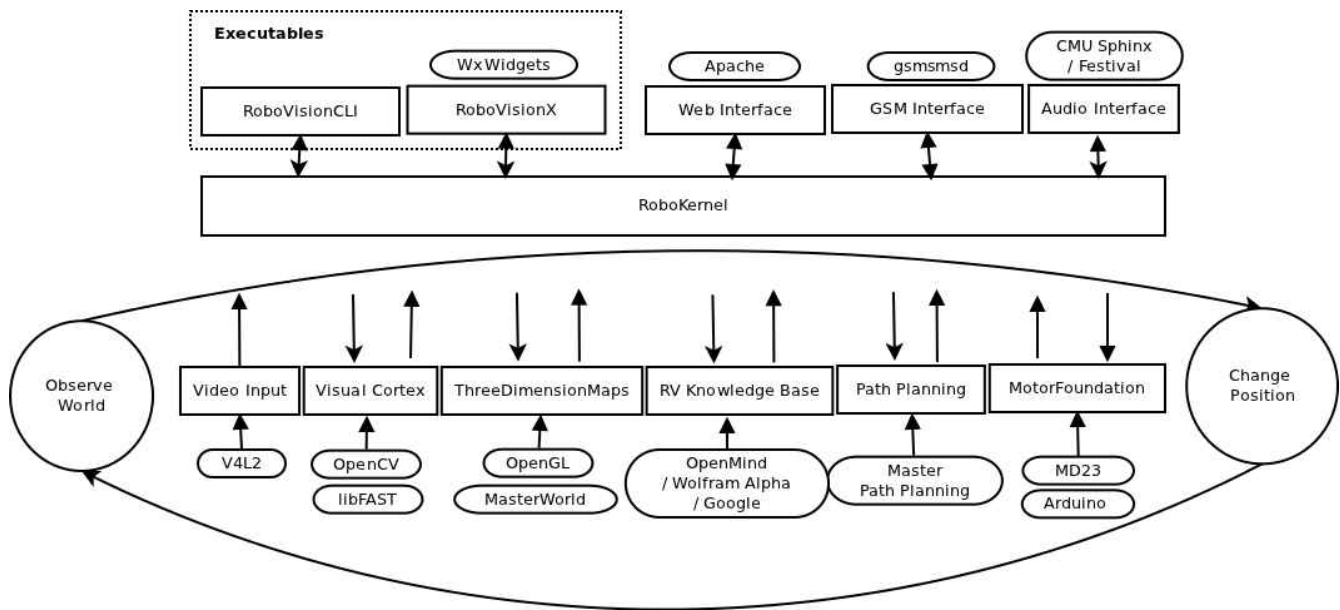 Executables
WxWidgets
Apache
gsmsmsd
CMU Sphinx
/ Festival
RoboVisionCLI
RoboVisionX
Web Interface
GSM Interface
Audio Interface
RoboKernel
Observe
World
Video Input
Visual Cortex
ThreeDimensionMaps
RV Knowledge Base
Path Planning
MotorFoundation
Change
Position
V4L2
OpenCV
libFAST
OpenGL
MasterWorld
OpenMind
/ Wolfram Alpha
/ Google
Master
Path Planning
MD23
Arduino